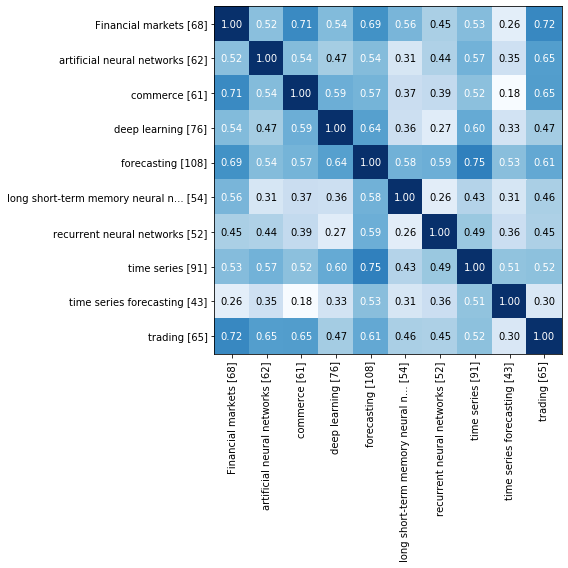 Financial markets [68] 1.00 0.52 0.71 0.54 0.69 0.56 0.45 0.53 0.26 0.72
artificial neural networks [62] 0.52 1.00 0.54 0.47 0.54 0.31 0.44 0.57 0.35 0.65
commerce [61] 0.71 0.54 1.00 0.59 0.57 0.37 0.39 0.52 0.18 0.65
deep learning [76] 0.54 0.47 0.59 1.00 0.64 0.36 0.27 0.60 0.33 0.47
forecasting [108] 0.69 0.54 0.57 0.64 1.00 0.58 0.59 0.75 0.53 0.61
long short-term memory neural n... [54] 0.56 0.31 0.37 0.36 0.58 1.00 0.26 0.43 0.31 0.46
recurrent neural networks [52] 0.45 0.44 0.39 0.27 0.59 0.26 1.00 0.49 0.36 0.45
time series [91] 0.53 0.57 0.52 0.60 0.75 0.43 0.49 1.00 0.51 0.52
time series forecasting [43] 0.26 0.35 0.18 0.33 0.53 0.31 0.36 0.51 1.00 0.30
trading [65] 0.72 0.65 0.65 0.47 0.61 0.46 0.45 0.52 0.30 1.00
Financial markets [68]
artificial neural networks [62]
commerce [61]
deep learning [76]
forecasting [108]
long short-term memory neural n... [54]
recurrent neural networks [52]
time series [91]
time series forecasting [43]
trading [65]